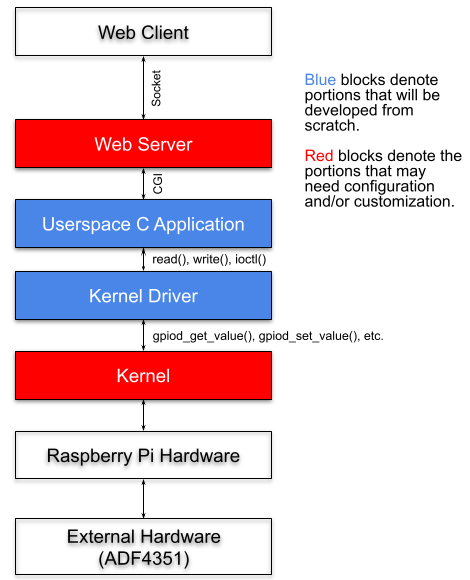 Web Client
Socket
Blue blocks denote
portions that will be
developed from
scratch.
Web Server
Red blocks denote the
portions that may
need configuration
and/or customization.
CGI
Userspace C Application
read(), write(), ioctl()
Kernel Driver
gpiod_get_value(), gpiod_set_value(), etc.
Kernel
Raspberry Pi Hardware
External Hardware
(ADF4351)